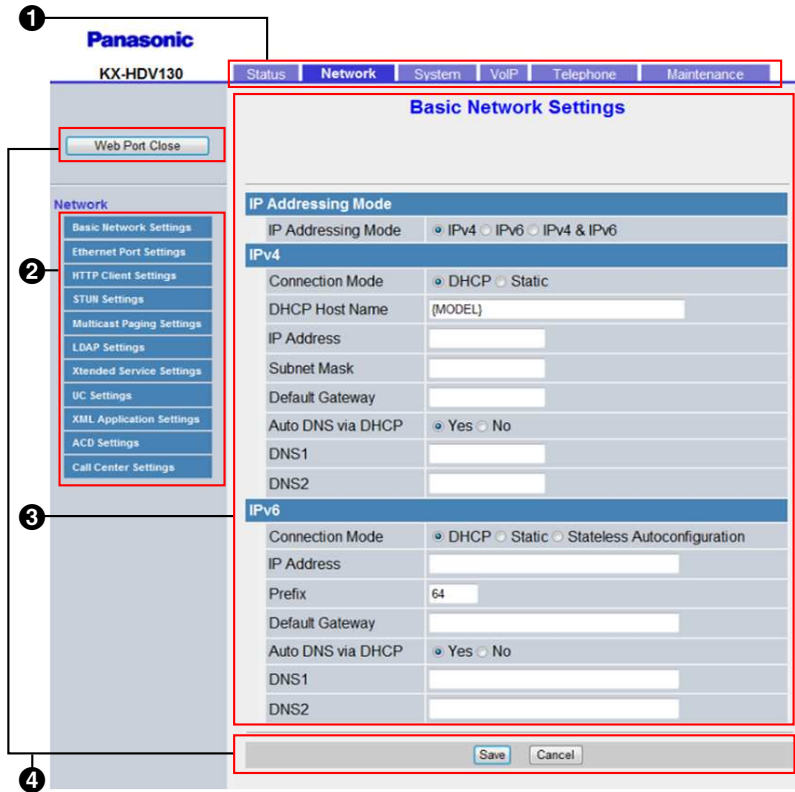 1
Panasonic
KX-HDV130
Status Network System VoIP Telephone Maintenance
Basic Network Settings
Web Port Close
Network
2
Basic Network Settings
Ethernet Port Settings
HTTP Client Settings
STUN Settings
Multicast Paging Settings
LDAP Settings
Xtended Service Settings
UC Settings
XML Application Settings
ACD Settings
Call Center Settings
3
IP Addressing Mode
IP Addressing Mode IPv4 IPv6 IPv4 & IPv6
IPv4
Connection Mode DHCP Static
DHCP Host Name {MODEL}
IP Address
Subnet Mask
Default Gateway
Auto DNS via DHCP Yes No
DNS1
DNS2
IPv6
Connection Mode DHCP Static Stateless Autoconfiguration
IP Address
Prefix 64
Default Gateway
Auto DNS via DHCP Yes No
DNS1
DNS2
4
Save Cancel